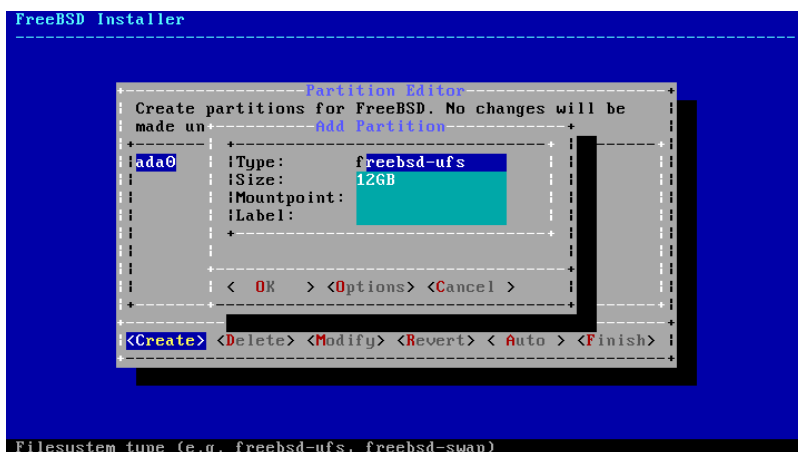 FreeBSD Installer
Partition Editor
Create partitions for FreeBSD. No changes will be
made un
Add Partition
ada0
Type: freebsd-ufs
Size: 12GB
Mountpoint:
Label:
< OK > <Options> <Cancel >
<Create> <Delete> <Modify> <Revert> < Auto > <Finish>
Filesystem type (e.g. freebsd-ufs, freebsd-swap)